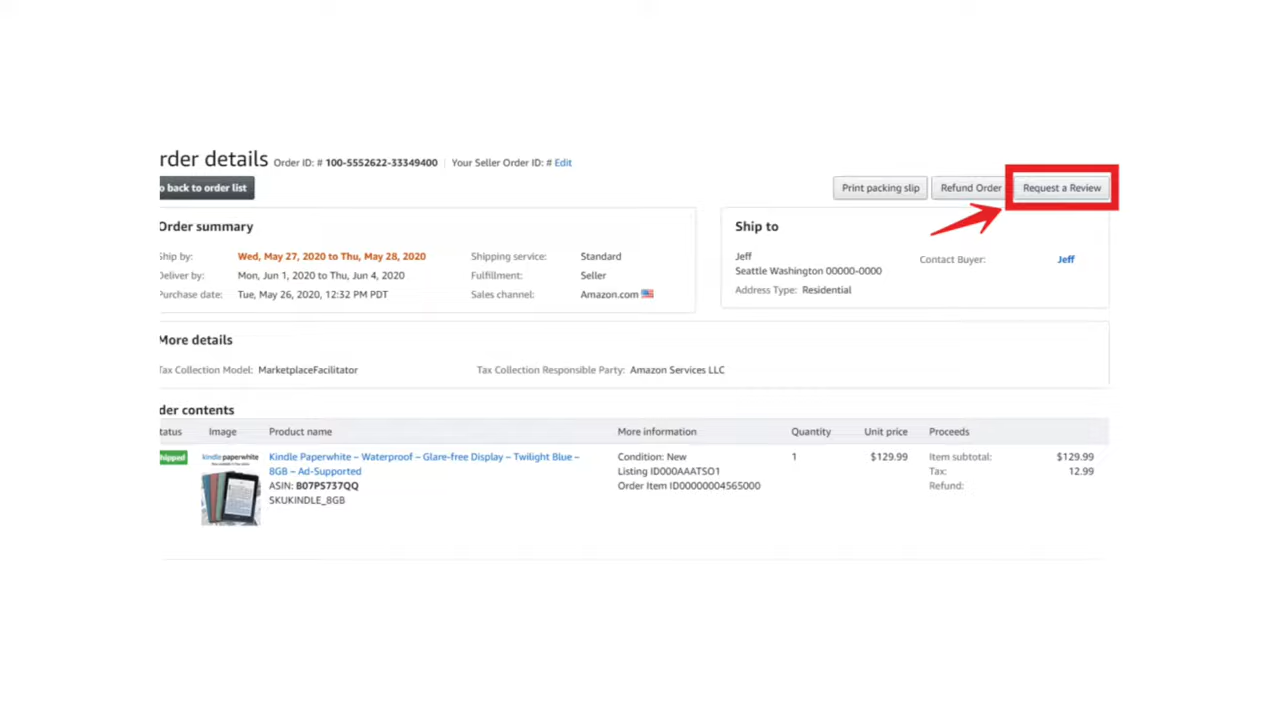 rder details Order ID: # 100-5552622-33349400 Your Seller Order ID: # Edit
o back to order list
Print packing slip
Refund Order
Request a Review
Order summary
Ship by: Wed, May 27, 2020 to Thu, May 28, 2020 Shipping service: Standard
Deliver by: Mon, Jun 1, 2020 to Thu, Jun 4, 2020 Fulfillment: Seller
Purchase date: Tue, May 26, 2020, 12:32 PM PDT Sales channel: Amazon.com
Ship to
Jeff
Seattle Washington 00000-0000
Address Type: Residential
Contact Buyer: Jeff
More details
Tax Collection Model: MarketplaceFacilitator Tax Collection Responsible Party: Amazon Services LLC
der contents
tatus Image Product name More information Quantity Unit price Proceeds
hipped
kindle paperwhite
Kindle Paperwhite – Waterproof – Glare-free Display – Twilight Blue –
8GB – Ad-Supported
ASIN: B07PS737QQ
SKUKINDLE_8GB
Condition: New
Listing ID000AAATSO1
Order Item ID00000004565000
1
$129.99
Item subtotal: $129.99
Tax: 12.99
Refund: